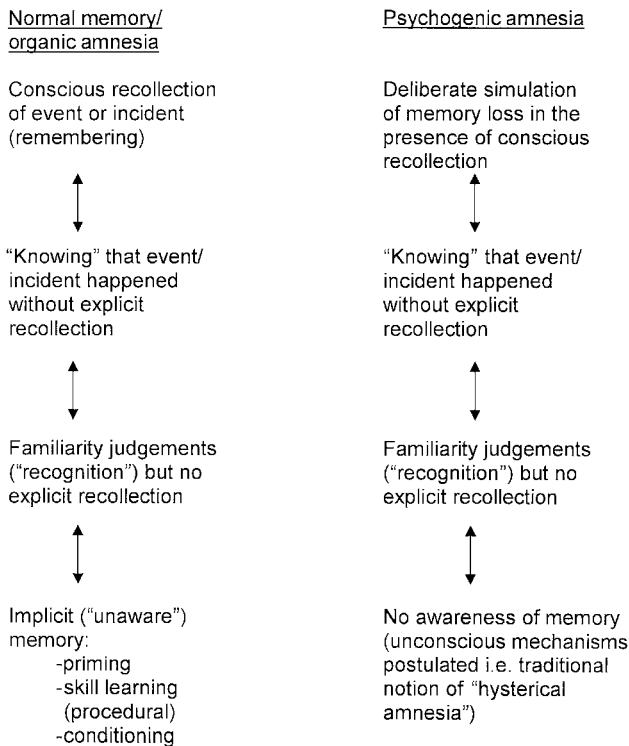 Normal memory/
organic amnesia
Conscious recollection
of event or incident
(remembering)
“Knowing” that event/
incident happened
without explicit
recollection
Familiarity judgements
(“recognition”) but no
explicit recollection
Implicit (“unaware”)
memory:
-priming
-skill learning
(procedural)
-conditioning
Psychogenic amnesia
Deliberate simulation
of memory loss in the
presence of conscious
recollection
“Knowing” that event/
incident happened
without explicit
recollection
Familiarity judgements
(“recognition”) but no
explicit recollection
No awareness of memory
(unconscious mechanisms
postulated i.e. traditional
notion of “hysterical
amnesia”)